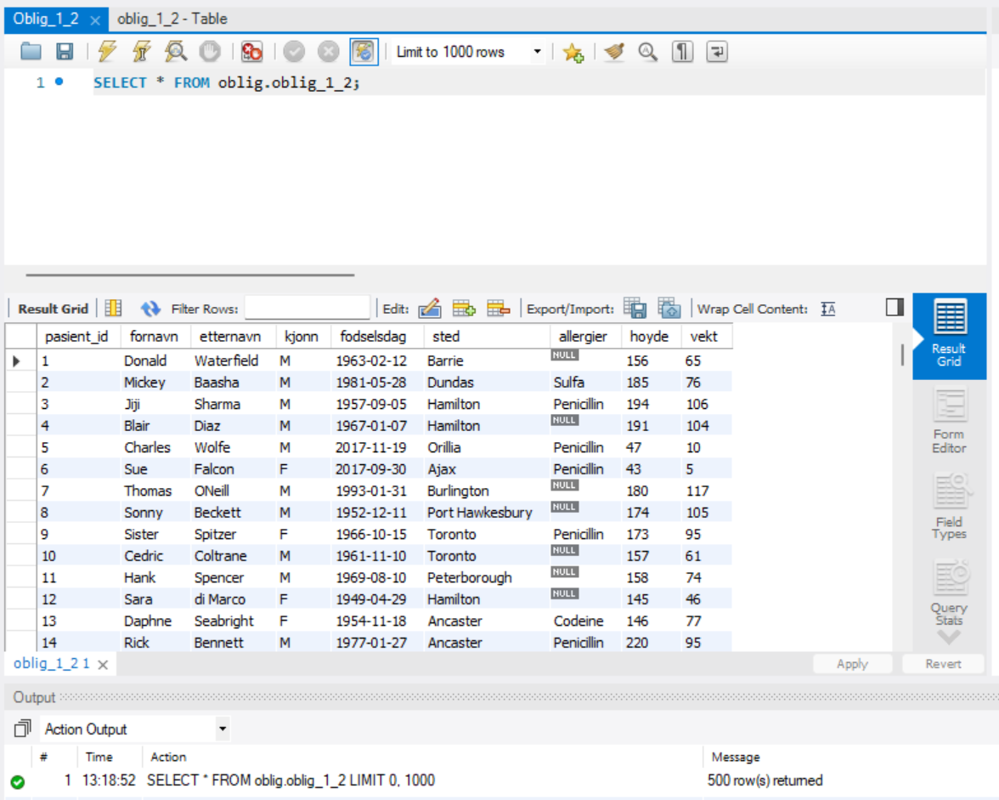 Oblig_1_2 × oblig_1_2 - Table
Limit to 1000 rows
1 SELECT * FROM oblig.oblig_1_2;
Result Grid Filter Rows: Edit: Export/Import: Wrap Cell Content: IA
pasient_id fornavn etternavn kjonn fodselsdag sted allergier hoyde vekt
1 Donald Waterfield M 1963-02-12 Barrie NULL 156 65
2 Mickey Baasha M 1981-05-28 Dundas Sulfa 185 76
3 Jiji Sharma M 1957-09-05 Hamilton Penicillin 194 106
4 Blair Diaz M 1967-01-07 Hamilton NULL 191 104
5 Charles Wolfe M 2017-11-19 Orillia Penicillin 47 10
6 Sue Falcon F 2017-09-30 Ajax Penicillin 43 5
7 Thomas ONeill M 1993-01-31 Burlington NULL 180 117
8 Sonny Beckett M 1952-12-11 Port Hawkesbury NULL 174 105
9 Sister Spitzer F 1966-10-15 Toronto Penicillin 173 95
10 Cedric Coltrane M 1961-11-10 Toronto NULL 157 61
11 Hank Spencer M 1969-08-10 Peterborough NULL 158 74
12 Sara di Marco F 1949-04-29 Hamilton NULL 145 46
13 Daphne Seabright F 1954-11-18 Ancaster Codeine 146 77
14 Rick Bennett M 1977-01-27 Ancaster Penicillin 220 95
Result
Grid
Form
Editor
Field
Types
Query
Stats
oblig_1_2 1 × Apply Revert
Output
Action Output
# Time Action Message
1 13:18:52 SELECT * FROM oblig.oblig_1_2 LIMIT 0, 1000 500 row(s) returned